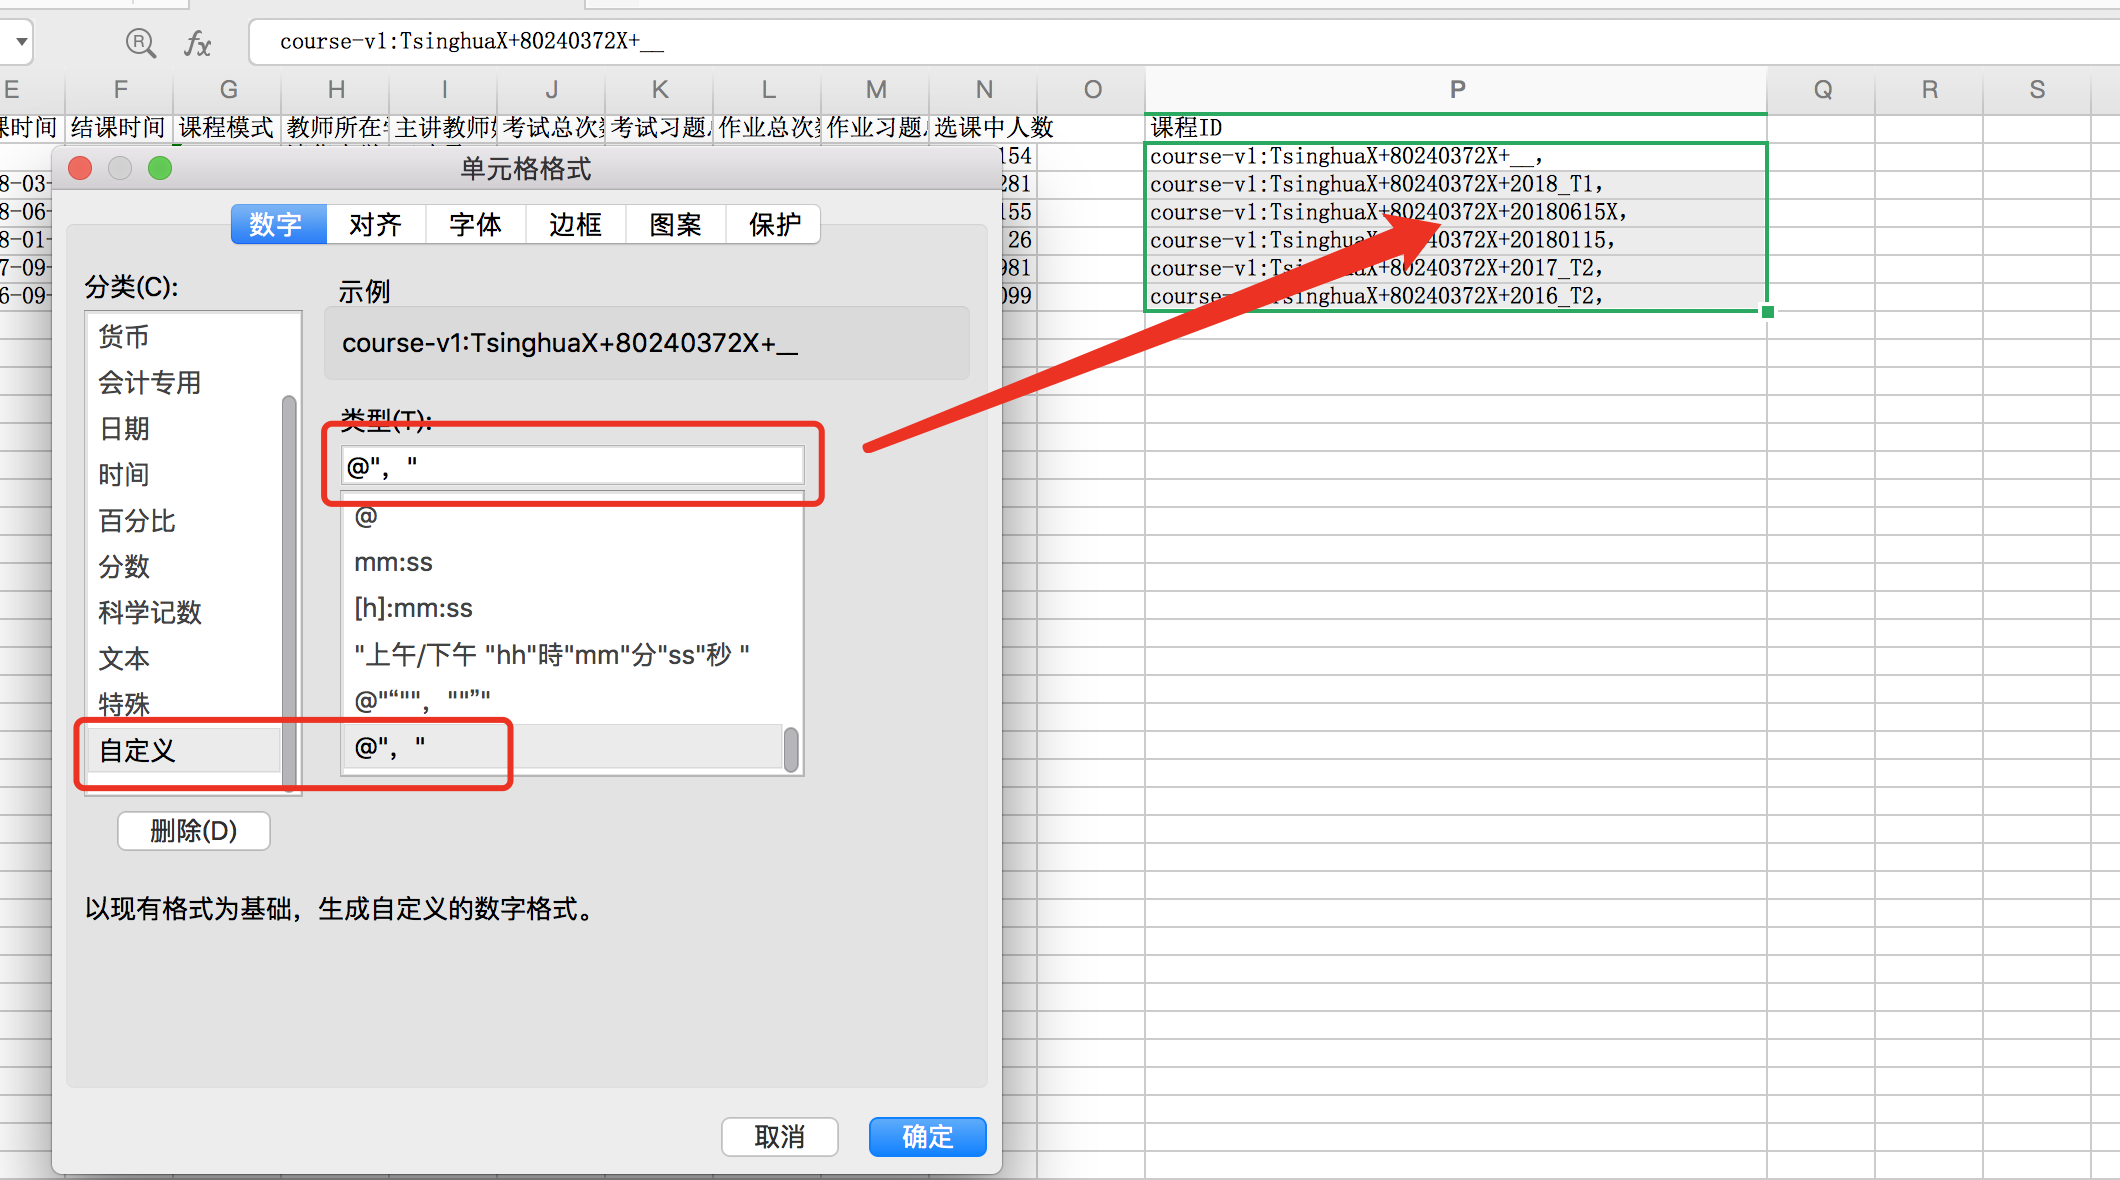 course-v1:TsinghuaX+80240372X+__
E F G H I J K L M N O P Q R S
课时间 结课时间 课程模式 教师所在 主讲教师 考试总次 考试习题 作业总次 作业习题 选课中人数 课程ID
154 course-v1:TsinghuaX+80240372X+__，
8-03- 281 course-v1:TsinghuaX+80240372X+2018_T1，
8-06- 155 course-v1:TsinghuaX+80240372X+20180615X，
8-01- 26 course-v1:TsinghuaX+80240372X+20180115，
7-09- 981 course-v1:TsinghuaX+80240372X+2017_T2，
6-09- 099 course-v1:TsinghuaX+80240372X+2016_T2，
单元格格式
数字 对齐 字体 边框 图案 保护
分类(C):
货币
会计专用
日期
时间
百分比
分数
科学记数
文本
特殊
自定义
删除(D)
示例
course-v1:TsinghuaX+80240372X+__
类型(T):
@"，"
@
mm:ss
[h]:mm:ss
"上午/下午 "hh"時"mm"分"ss"秒 "
@"“""，""”"
@"，"
以现有格式为基础，生成自定义的数字格式。
取消 确定